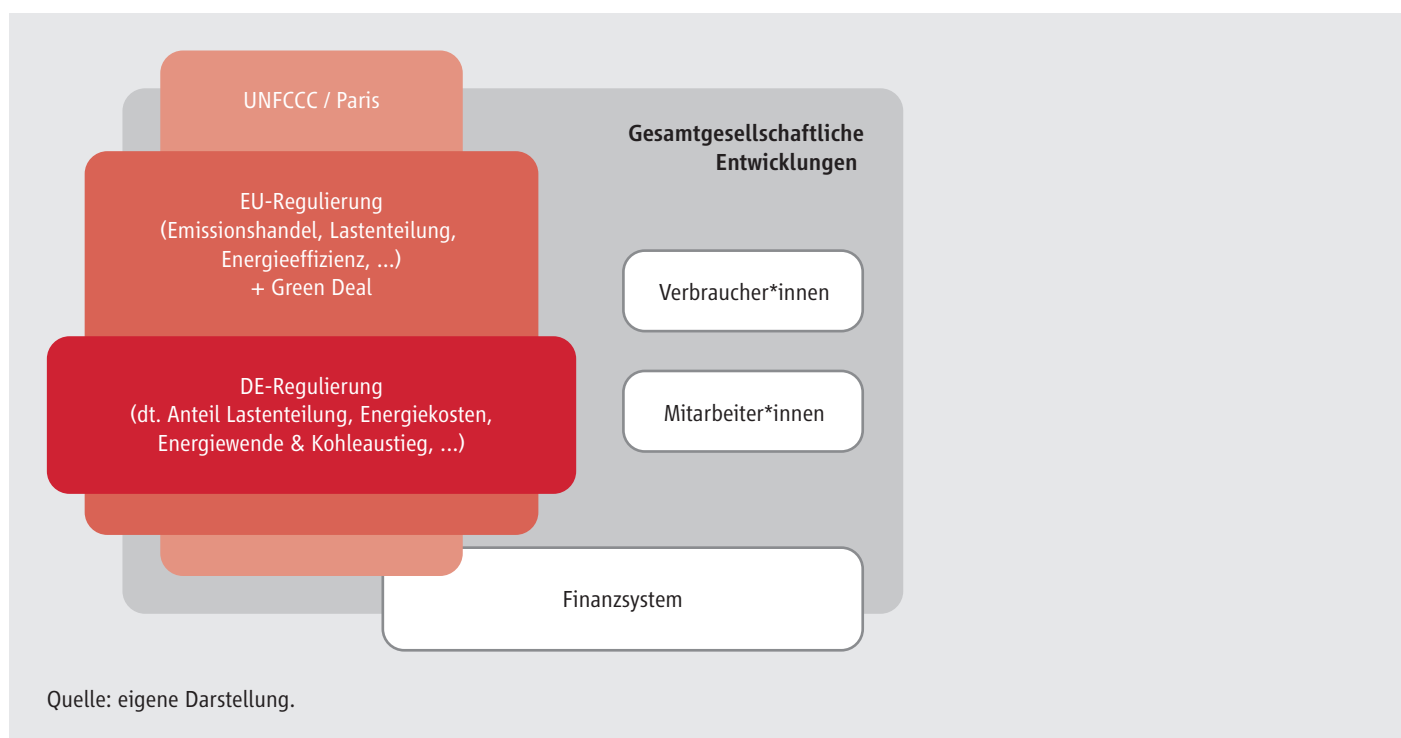 UNFCCC / Paris
Gesamtgesellschaftliche
Entwicklungen
EU-Regulierung
(Emissionshandel, Lastenteilung,
Energieeffizienz, ...)
+ Green Deal
Verbraucher*innen
DE-Regulierung
(dt. Anteil Lastenteilung, Energiekosten,
Energiewende & Kohleaustieg, ...)
Mitarbeiter*innen
Finanzsystem
Quelle: eigene Darstellung.